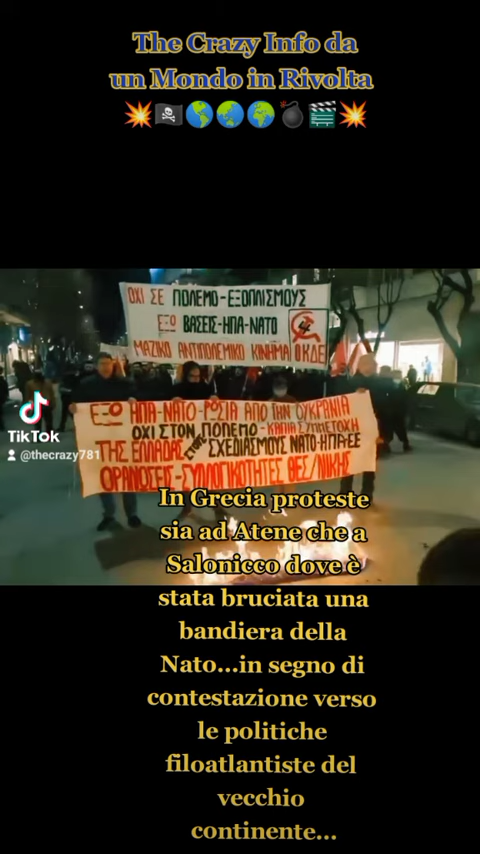 The Crazy Info da
un Mondo in Rivolta
ΟΧΙ ΣΕ ΠΟΛΕΜΟ-ΕΞΟΠΛΙΣΜΟΥΣ
ΕΞΩ ΒΑΣΕΙΣ-ΗΠΑ-ΝΑΤΟ
ΜΑΖΙΚΟ ΑΝΤΙΠΟΛΕΜΙΚΟ ΚΙΝΗΜΑ ΟΚΔΕ
ΕΞΩ ΗΠΑ-ΝΑΤΟ-ΡΩΣΙΑ ΑΠΟ ΤΗΝ ΟΥΚΡΑΝΙΑ
ΟΧΙ ΣΤΟΝ ΠΟΛΕΜΟ-ΚΑΜΙΑ ΣΥΜΜΕΤΟΧΗ
ΤΗΣ ΕΛΛΑΔΑΣ ΣΤΟΥΣ ΣΧΕΔΙΑΣΜΟΥΣ ΝΑΤΟ-ΗΠΑ-ΕΕ
ΟΡΓΑΝΩΣΕΙΣ-ΣΥΛΛΟΓΙΚΟΤΗΤΕΣ ΘΕΣ/ΝΙΚΗΣ
TikTok
@thecrazy781
In Grecia proteste
sia ad Atene che a
Salonicco dove è
stata bruciata una
bandiera della
Nato...in segno di
contestazione verso
le politiche
filoatlantiste del
vecchio
continente...